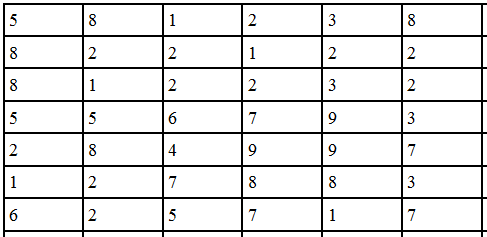 5 8 1 2 3 8
8 2 2 1 2 2
8 1 2 2 3 2
5 5 6 7 9 3
2 8 4 9 9 7
1 2 7 8 8 3
6 2 5 7 1 7